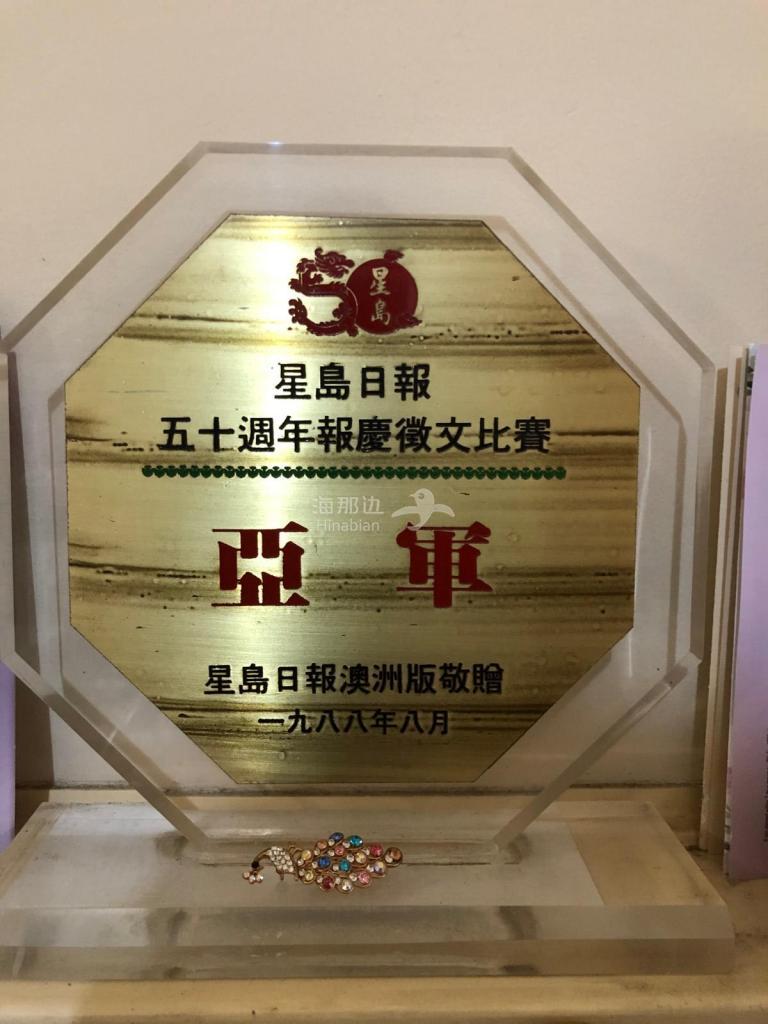 星島
星島日報
五十週年報慶徵文比賽
海那边
Hinabian
亞軍
星島日報澳洲版敬贈
一九八八年八月